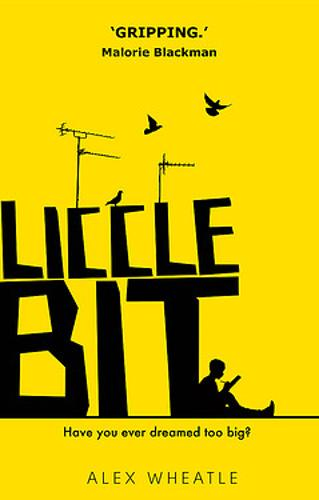 ‘GRIPPING.’
Malorie Blackman
LICCLE
BIT
Have you ever dreamed too big?
ALEX WHEATLE